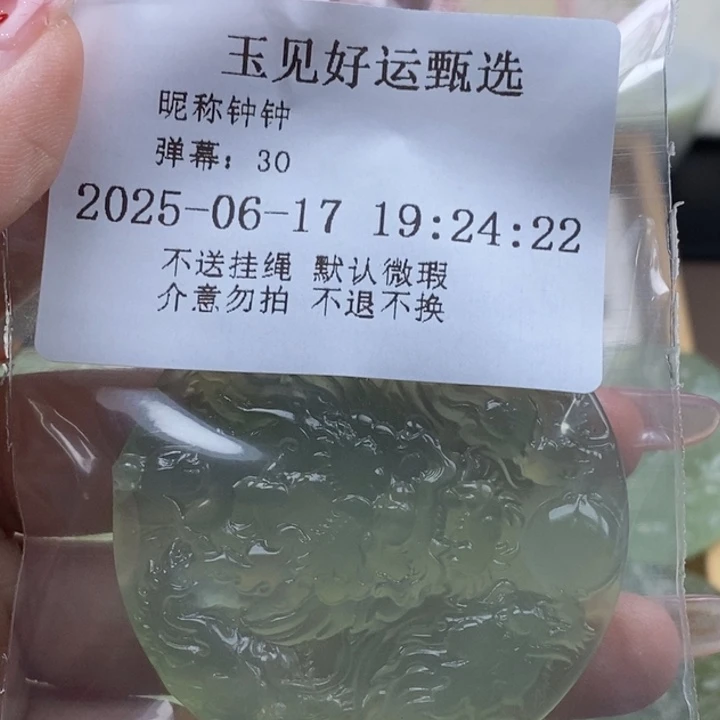 玉见好运甄选
昵称钟钟
弹幕：30
2025-06-17 19:24:22
不送挂绳 默认微瑕
介意勿拍 不退不换